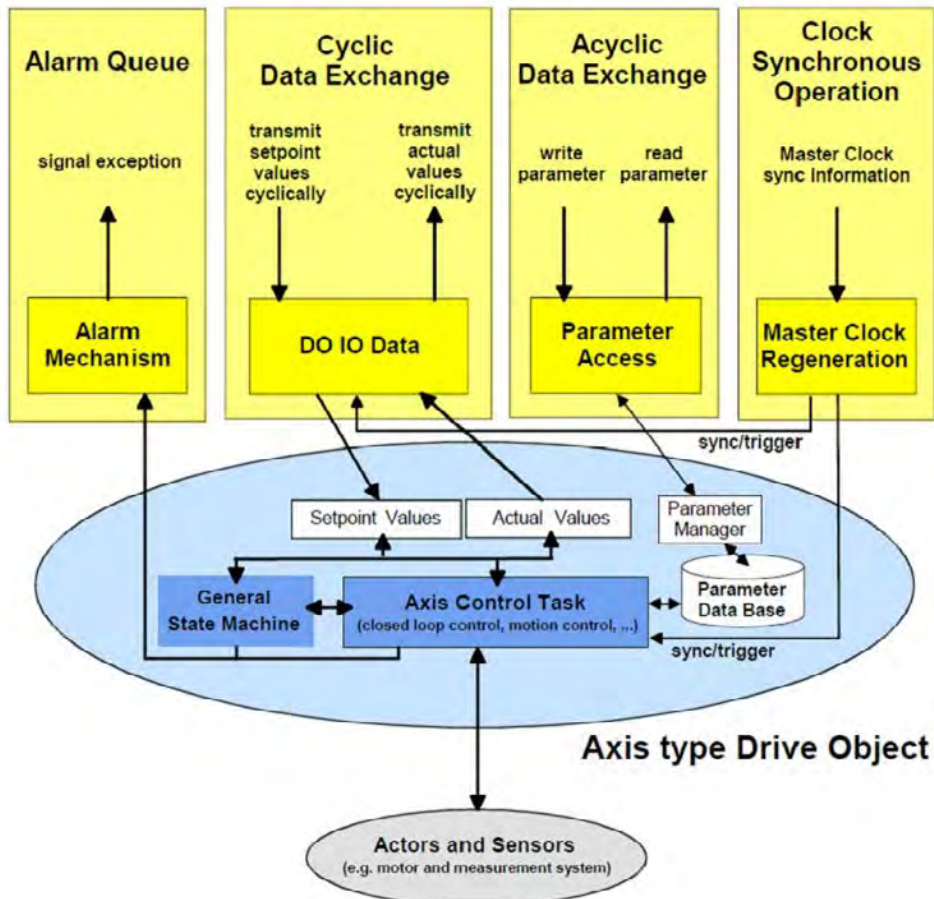 Alarm Queue
signal exception
Alarm
Mechanism
Cyclic
Data Exchange
transmit
setpoint
values
cyclically
transmit
actual
values
cyclically
DO IO Data
Acyclic
Data Exchange
write
parameter
read
parameter
Parameter
Access
Clock
Synchronous
Operation
Master Clock
sync information
Master Clock
Regeneration
sync/trigger
Setpoint Values
Actual Values
Parameter
Manager
Parameter
Data Base
General
State Machine
Axis Control Task
(closed loop control, motion control, ...)
sync/trigger
Axis type Drive Object
Actors and Sensors
(e.g. motor and measurement system)